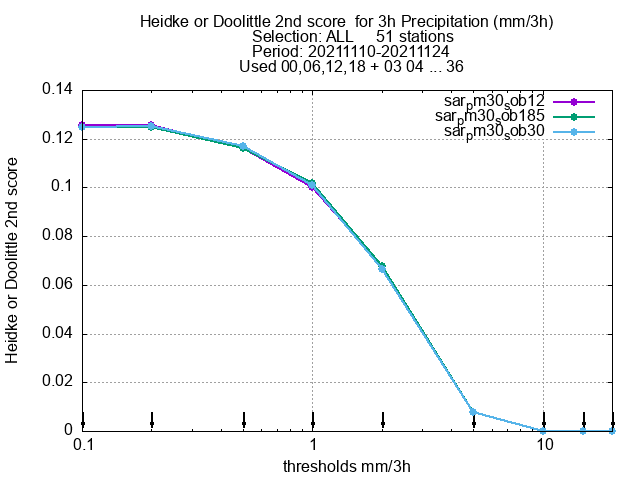 Heidke or Doolittle 2nd score  for 3h Precipitation (mm/3h)
Selection: ALL     51 stations
Period: 20211110-20211124
Used 00,06,12,18 + 03 04 ... 36
sarpm30sob12
sarpm30sob185
sarpm30sob30
0.14
0.12
0.1
0.08
0.06
0.04
0.02
0
Heidke or Doolittle 2nd score
0.1 1 10
thresholds mm/3h